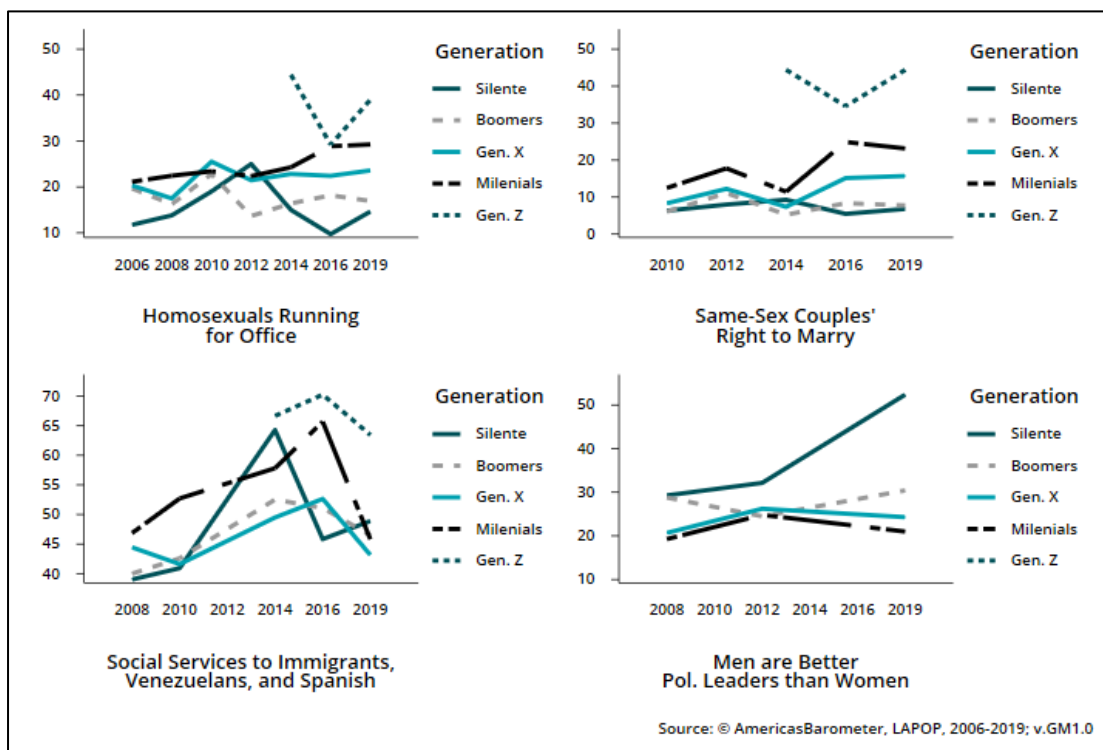 50
40
30
20
10
2006 2008 2010 2012 2014 2016 2019
Generation
Silente
Boomers
Gen. X
Milenials
Gen. Z
Homosexuals Running
for Office
50
40
30
20
10
0
2010 2012 2014 2016 2019
Generation
Silente
Boomers
Gen. X
Milenials
Gen. Z
Same-Sex Couples'
Right to Marry
70
65
60
55
50
45
40
2008 2010 2012 2014 2016 2019
Generation
Silente
Boomers
Gen. X
Milenials
Gen. Z
Social Services to Immigrants,
Venezuelans, and Spanish
50
40
30
20
10
2008 2010 2012 2014 2016 2019
Generation
Silente
Boomers
Gen. X
Milenials
Gen. Z
Men are Better
Pol. Leaders than Women
Source: © AmericasBarometer, LAPOP, 2006-2019; v.GM1.0